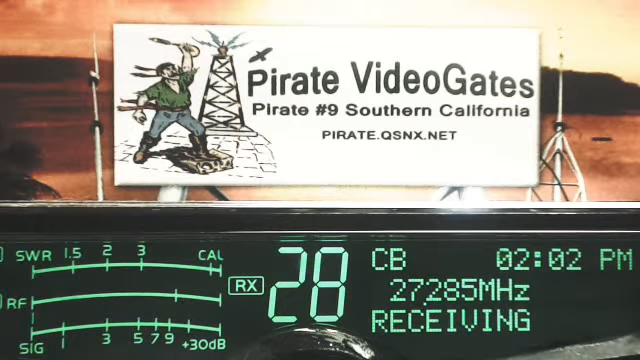 Pirate VideoGates
Pirate #9 Southern California
PIRATE.QSNX.NET
SWR 1.5 2 3 CAL
RF
SIG 1 3 5 7 9 +30dB
RX
28
CB 02:02 PM
27285MHz
RECEIVING